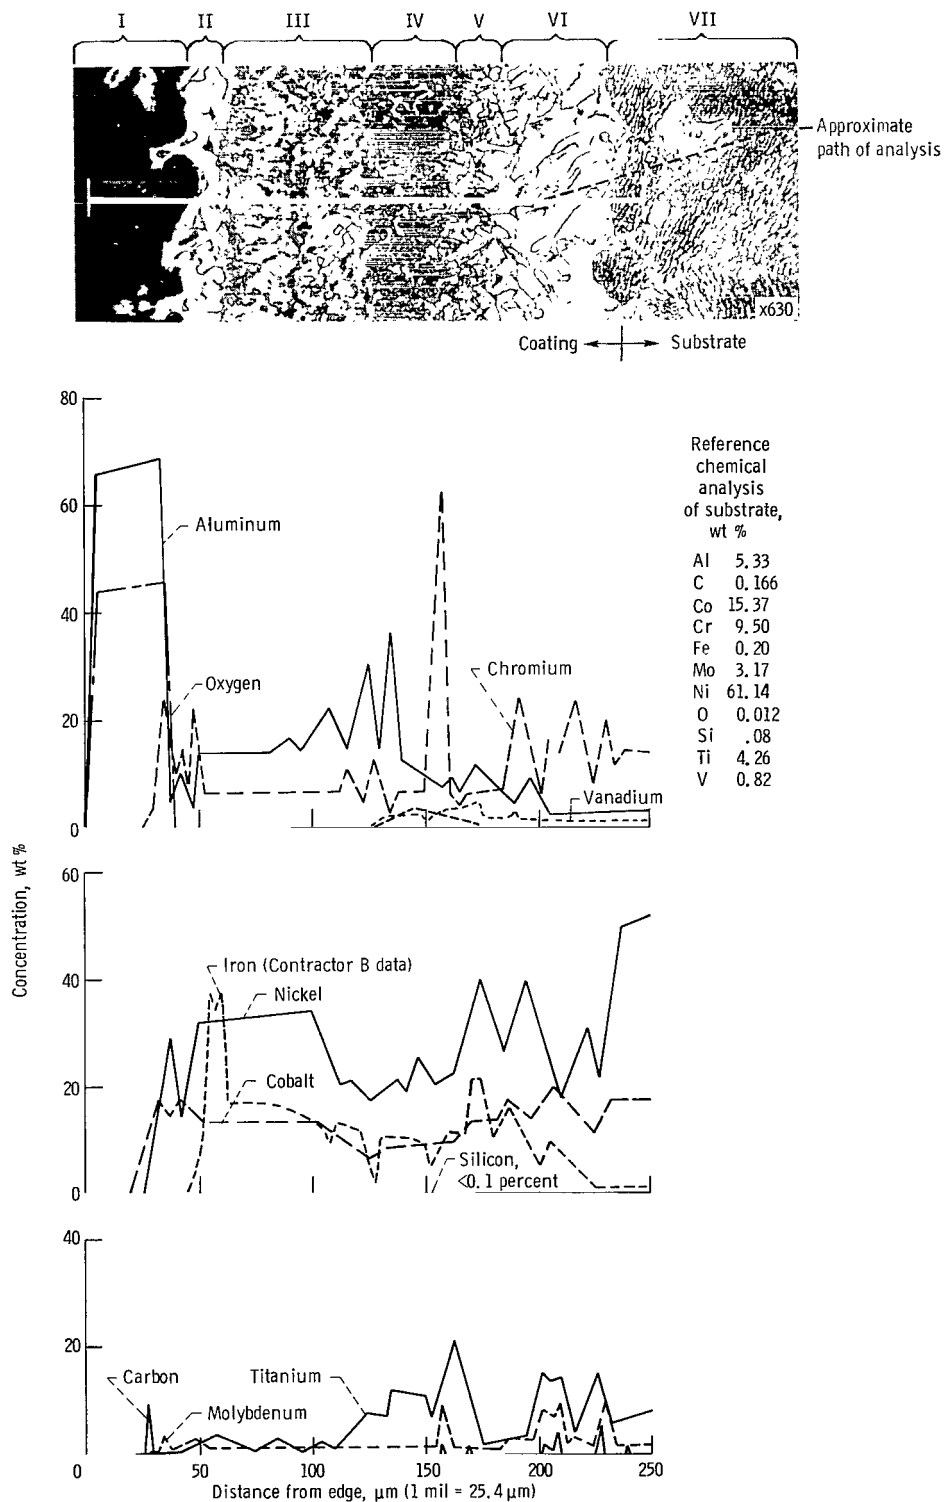 I II III IV V VI VII
Approximate
path of analysis
x630
Coating Substrate
80
60
40
20
0
Aluminum
Oxygen
Chromium
Vanadium
Reference
chemical
analysis
of substrate,
wt %
Al 5.33
C 0.166
Co 15.37
Cr 9.50
Fe 0.20
Mo 3.17
Ni 61.14
O 0.012
Si .08
Ti 4.26
V 0.82
Concentration, wt %
60
40
20
0
Iron (Contractor B data)
Nickel
Cobalt
Silicon,
<0.1 percent
40
20
Carbon
Titanium
Molybdenum
0 50 100 150 200 250
Distance from edge, μm (1 mil = 25.4 μm)